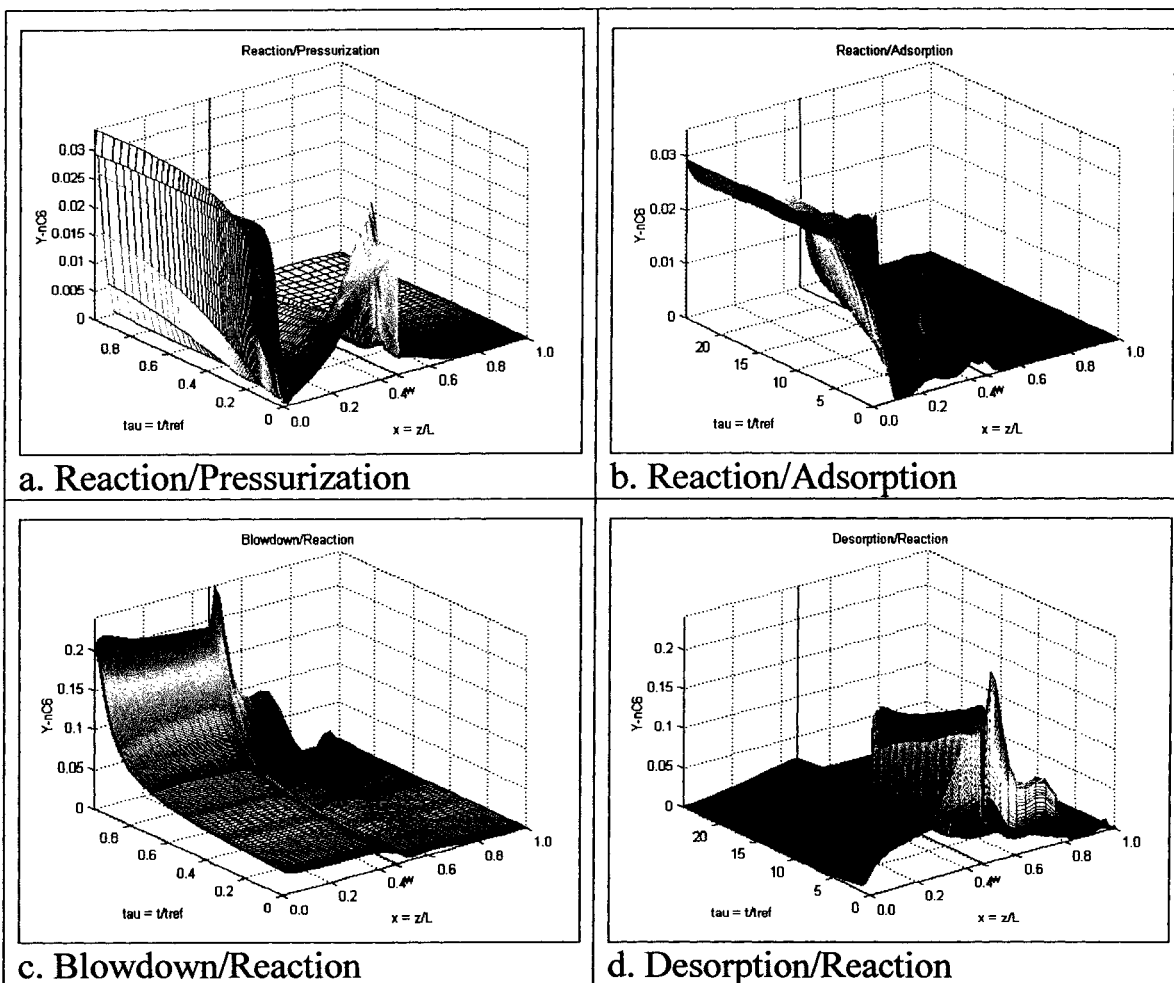 Reaction/Pressurization
0.03
0.025
0.02
0.015
0.01
0.005
0
Y-nC6
0.8
0.6
0.4
0.2
0
tau = t/tref
0.0
0.2
0.4
w
0.6
0.8
1.0
x = z/L
a. Reaction/Pressurization
Reaction/Adsorption
0.03
0.02
0.01
0
Y-nC6
20
15
10
5
0
tau = t/tref
0.0
0.2
0.4
w
0.6
0.8
1.0
x = z/L
b. Reaction/Adsorption
Blowdown/Reaction
0.2
0.15
0.1
0.05
0
Y-nC6
0.8
0.6
0.4
0.2
0
tau = t/tref
0.0
0.2
0.4
w
0.6
0.8
1.0
x = z/L
c. Blowdown/Reaction
Desorption/Reaction
0.2
0.15
0.1
0.05
0
Y-nC6
20
15
10
5
0
tau = t/tref
0.0
0.2
0.4
w
0.6
0.8
1.0
x = z/L
d. Desorption/Reaction